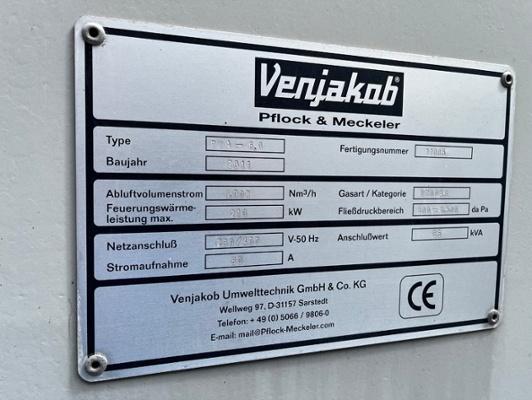 Venjakob®
Pflock & Meckeler
Type
Fertigungsnummer
Baujahr
Abluftvolumenstrom Nm³/h Gasart / Kategorie
Feuerungswärme-
leistung max. kW Fließdruckbereich da Pa
Netzanschluß V-50 Hz Anschlußwert kVA
Stromaufnahme A
Venjakob Umwelttechnik GmbH & Co. KG
Wellweg 97, D-31157 Sarstedt
Telefon: + 49 (0) 5066 / 9806-0
E-mail: mail@Pflock-Meckeler.com
CE